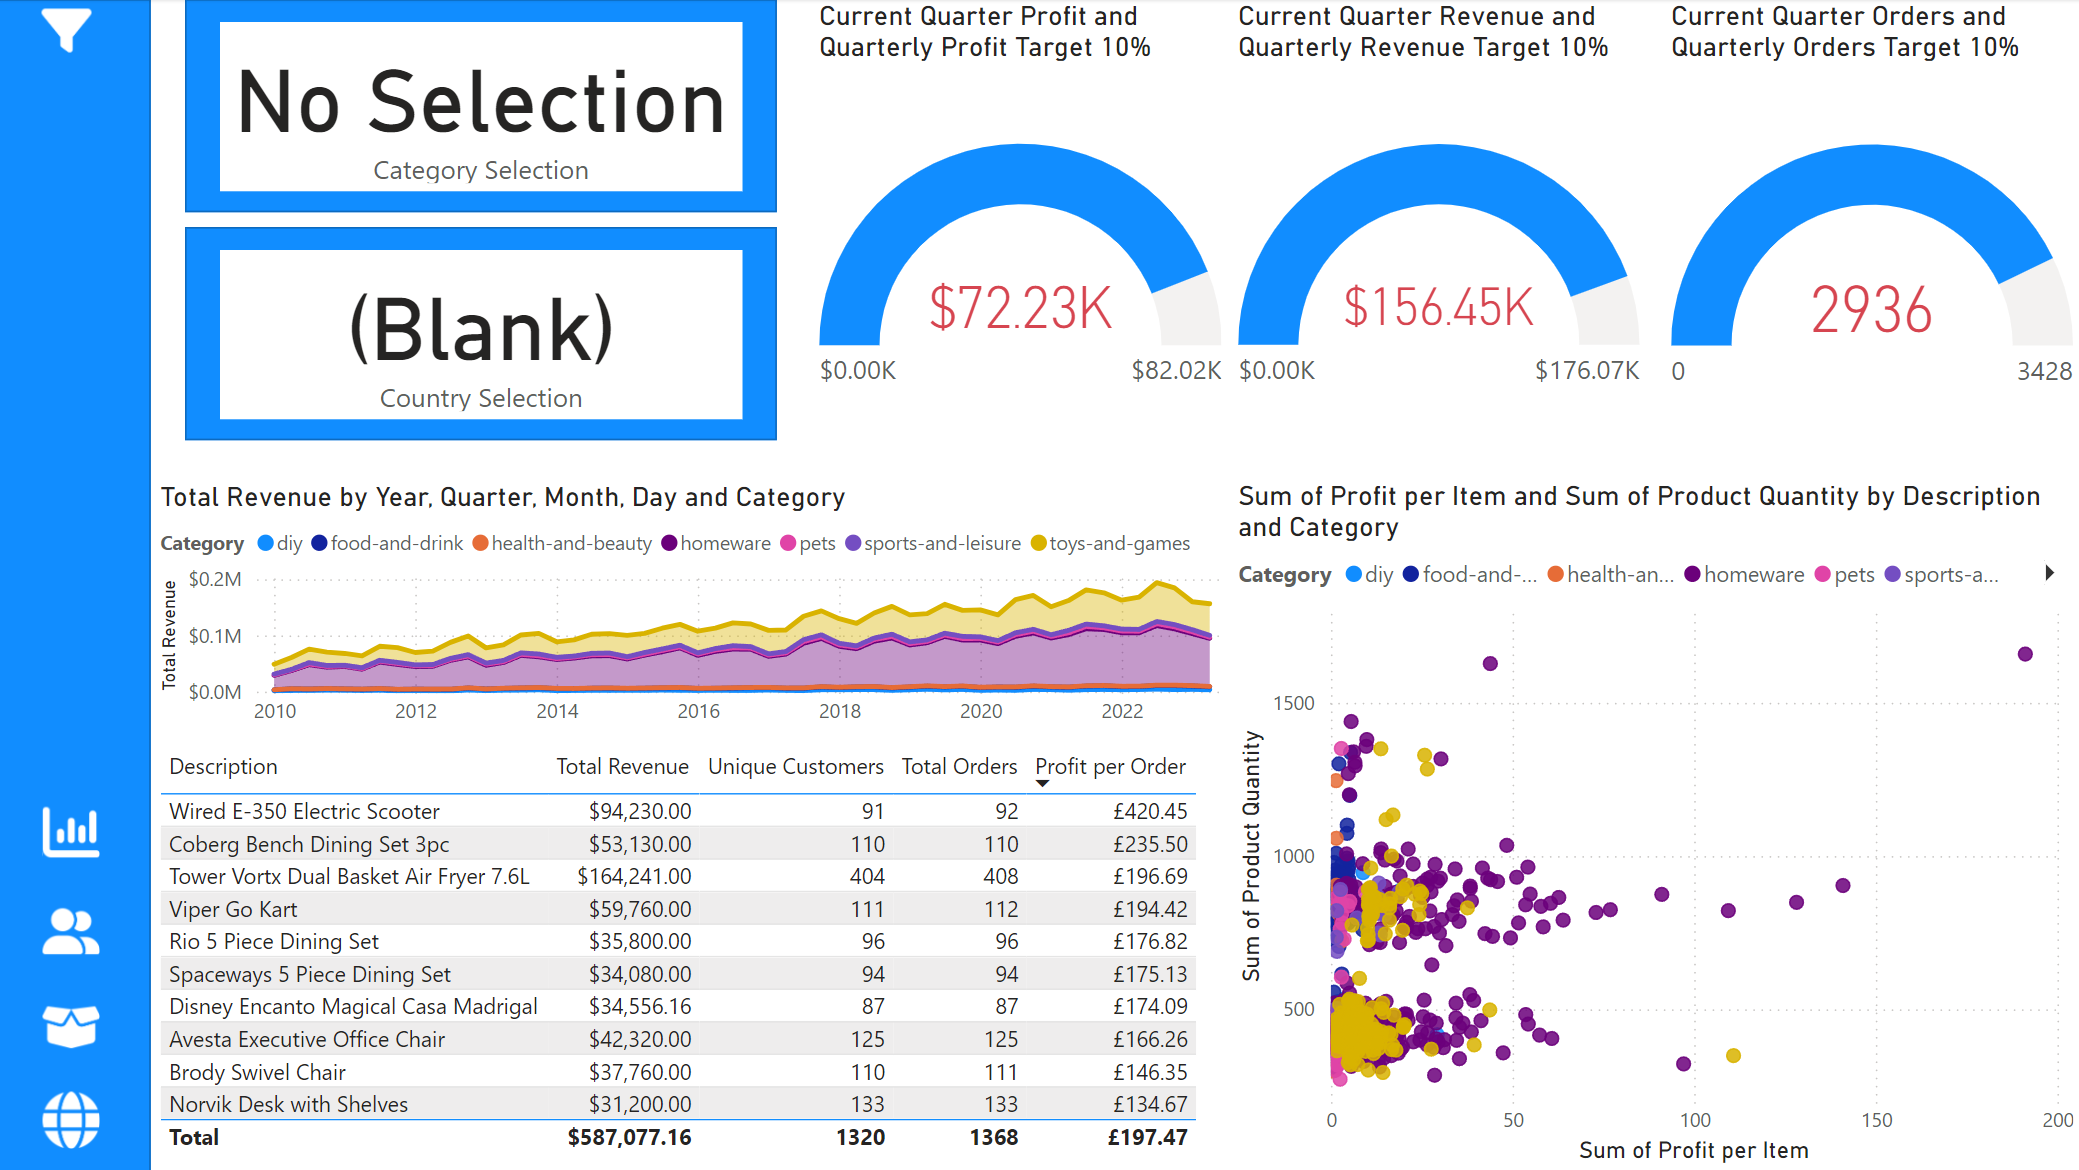 No Selection
Category Selection
(Blank)
Country Selection
Current Quarter Profit and
Quarterly Profit Target 10%
$72.23K
$0.00K
$82.02K
Current Quarter Revenue and
Quarterly Revenue Target 10%
$156.45K
$0.00K
$176.07K
Current Quarter Orders and
Quarterly Orders Target 10%
2936
0
3428
Total Revenue by Year, Quarter, Month, Day and Category
Category diy food-and-drink health-and-beauty homeware pets sports-and-leisure toys-and-games
Total Revenue
$0.2M
$0.1M
$0.0M
2010 2012 2014 2016 2018 2020 2022
Description Total Revenue Unique Customers Total Orders Profit per Order
Wired E-350 Electric Scooter $94,230.00 91 92 £420.45
Coberg Bench Dining Set 3pc $53,130.00 110 110 £235.50
Tower Vortx Dual Basket Air Fryer 7.6L $164,241.00 404 408 £196.69
Viper Go Kart $59,760.00 111 112 £194.42
Rio 5 Piece Dining Set $35,800.00 96 96 £176.82
Spaceways 5 Piece Dining Set $34,080.00 94 94 £175.13
Disney Encanto Magical Casa Madrigal $34,556.16 87 87 £174.09
Avesta Executive Office Chair $42,320.00 125 125 £166.26
Brody Swivel Chair $37,760.00 110 111 £146.35
Norvik Desk with Shelves $31,200.00 133 133 £134.67
Total $587,077.16 1320 1368 £197.47
Sum of Profit per Item and Sum of Product Quantity by Description
and Category
Category diy food-and-... health-an... homeware pets sports-a...
Sum of Product Quantity
1500
1000
500
0 50 100 150 200
Sum of Profit per Item